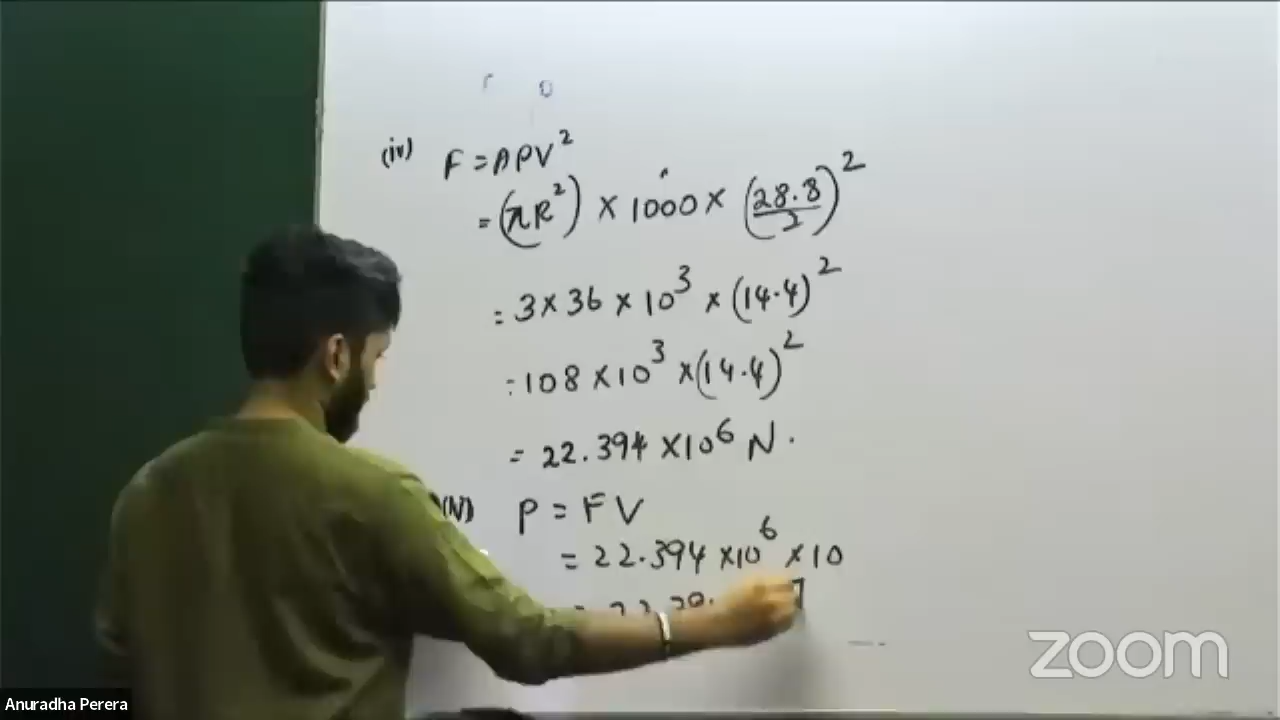 (iv) F = APV²
= (πR²) × 1000 × (28.8/2)²
= 3 × 36 × 10³ × (14.4)²
= 108 × 10³ × (14.4)²
= 22.394 × 10⁶ N.
(V) P = FV
= 22.394 × 10⁶ × 10
zoom
Anuradha Perera